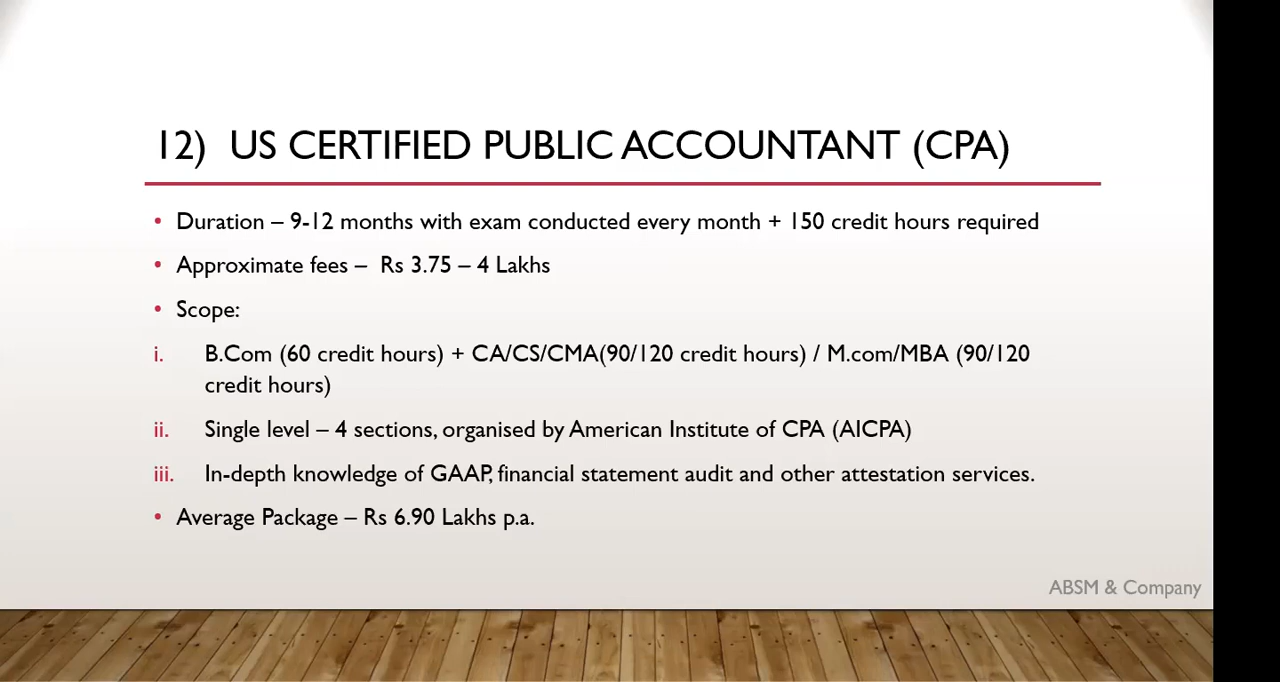 12) US CERTIFIED PUBLIC ACCOUNTANT (CPA)
• Duration – 9-12 months with exam conducted every month + 150 credit hours required
• Approximate fees – Rs 3.75 – 4 Lakhs
• Scope:
i. B.Com (60 credit hours) + CA/CS/CMA(90/120 credit hours) / M.com/MBA (90/120
credit hours)
ii. Single level – 4 sections, organised by American Institute of CPA (AICPA)
iii. In-depth knowledge of GAAP, financial statement audit and other attestation services.
• Average Package – Rs 6.90 Lakhs p.a.
ABSM & Company